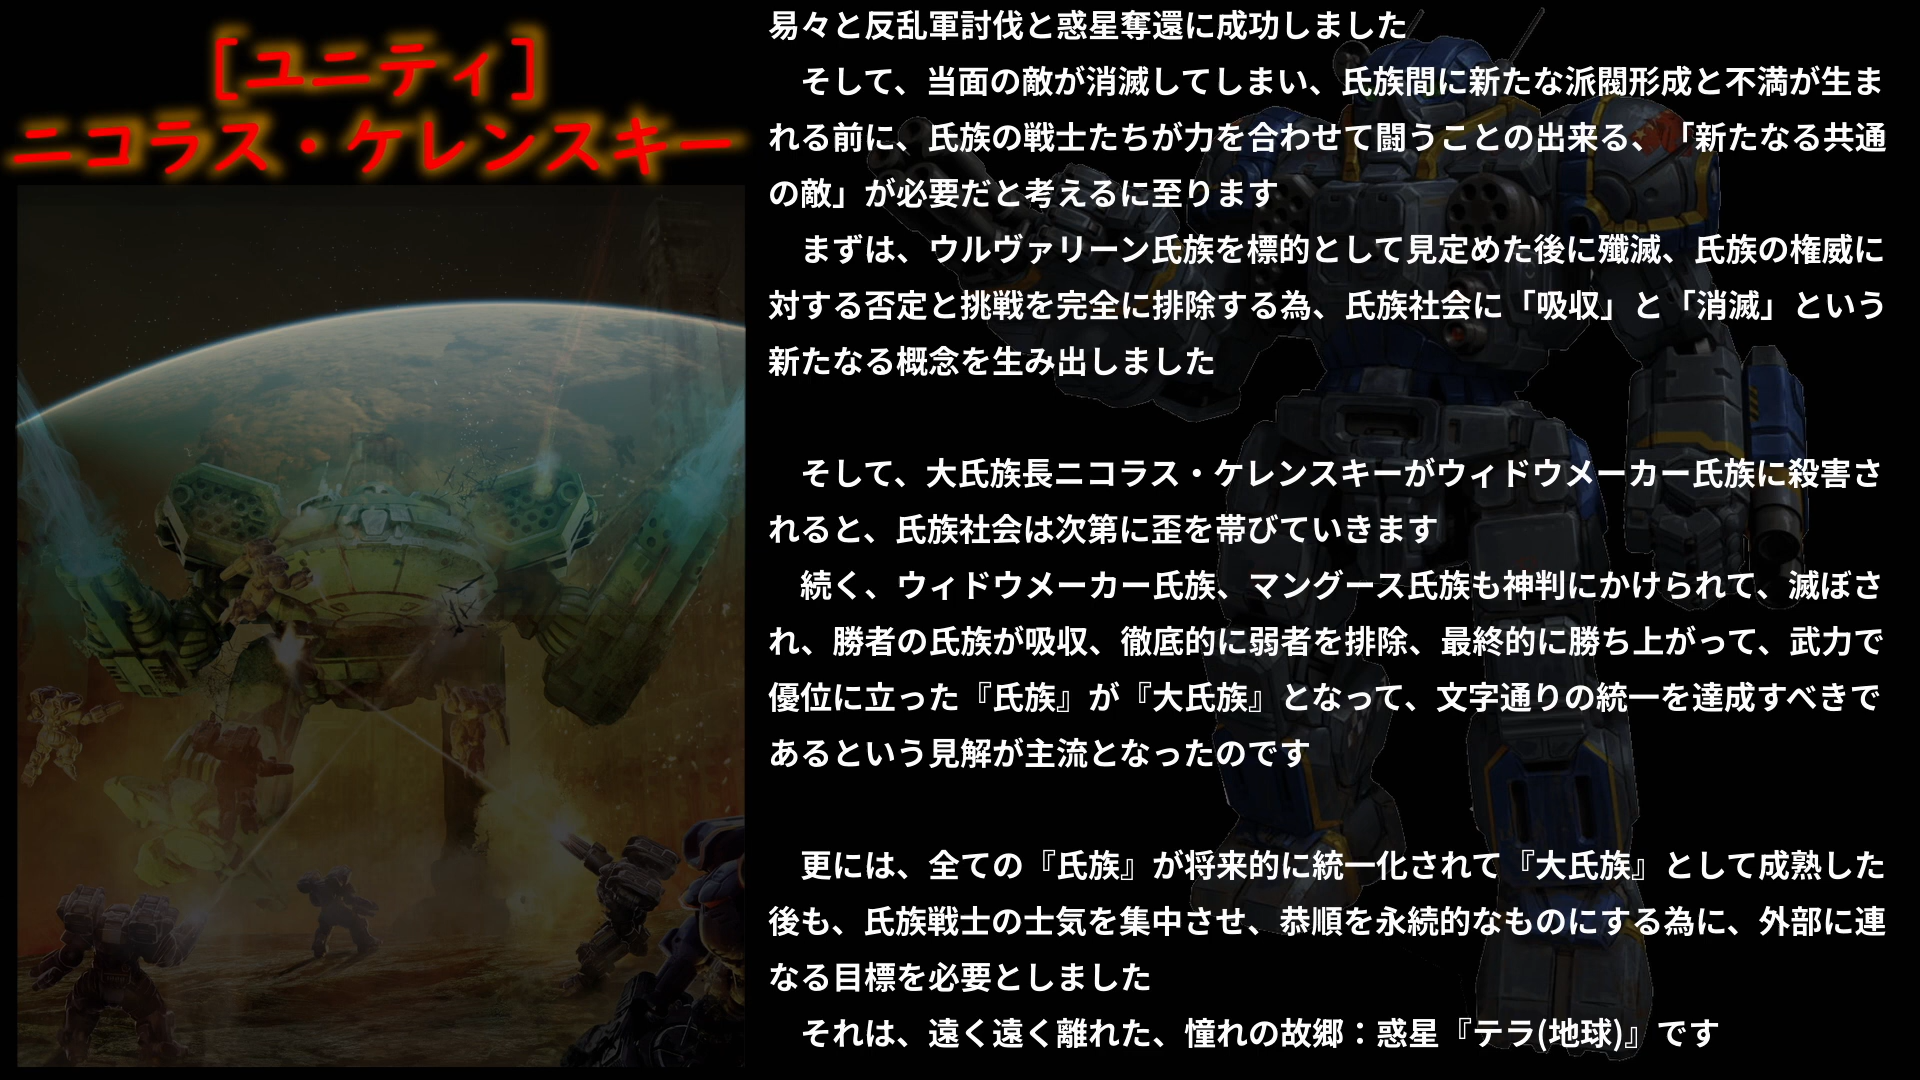 ［ユニティ］
ニコラス・ケレンスキー
易々と反乱軍討伐と惑星奪還に成功しました
　そして、当面の敵が消滅してしまい、氏族間に新たな派閥形成と不満が生ま
れる前に、氏族の戦士たちが力を合わせて闘うことの出来る、「新たなる共通
の敵」が必要だと考えるに至ります
　まずは、ウルヴァリーン氏族を標的として見定めた後に殲滅、氏族の権威に
対する否定と挑戦を完全に排除する為、氏族社会に「吸収」と「消滅」という
新たなる概念を生み出しました
　そして、大氏族長ニコラス・ケレンスキーがウィドウメーカー氏族に殺害さ
れると、氏族社会は次第に歪を帯びていきます
　続く、ウィドウメーカー氏族、マングース氏族も神判にかけられて、滅ぼさ
れ、勝者の氏族が吸収、徹底的に弱者を排除、最終的に勝ち上がって、武力で
優位に立った『氏族』が『大氏族』となって、文字通りの統一を達成すべきで
あるという見解が主流となったのです
　更には、全ての『氏族』が将来的に統一化されて『大氏族』として成熟した
後も、氏族戦士の士気を集中させ、恭順を永続的なものにする為に、外部に連
なる目標を必要としました
　それは、遠く遠く離れた、憧れの故郷：惑星『テラ(地球)』です